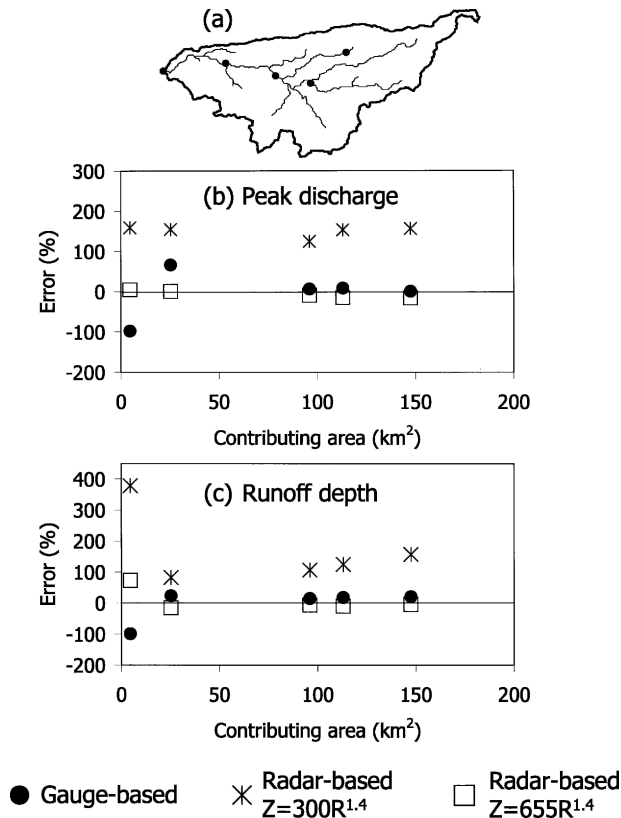 (a)
(b) Peak discharge
300
200
100
0
-100
-200
Error (%)
0 50 100 150 200
Contributing area (km²)
(c) Runoff depth
400
300
200
100
0
-100
-200
Error (%)
0 50 100 150 200
Contributing area (km²)
Gauge-based
Radar-based
Z=300R¹·⁴
Radar-based
Z=655R¹·⁴